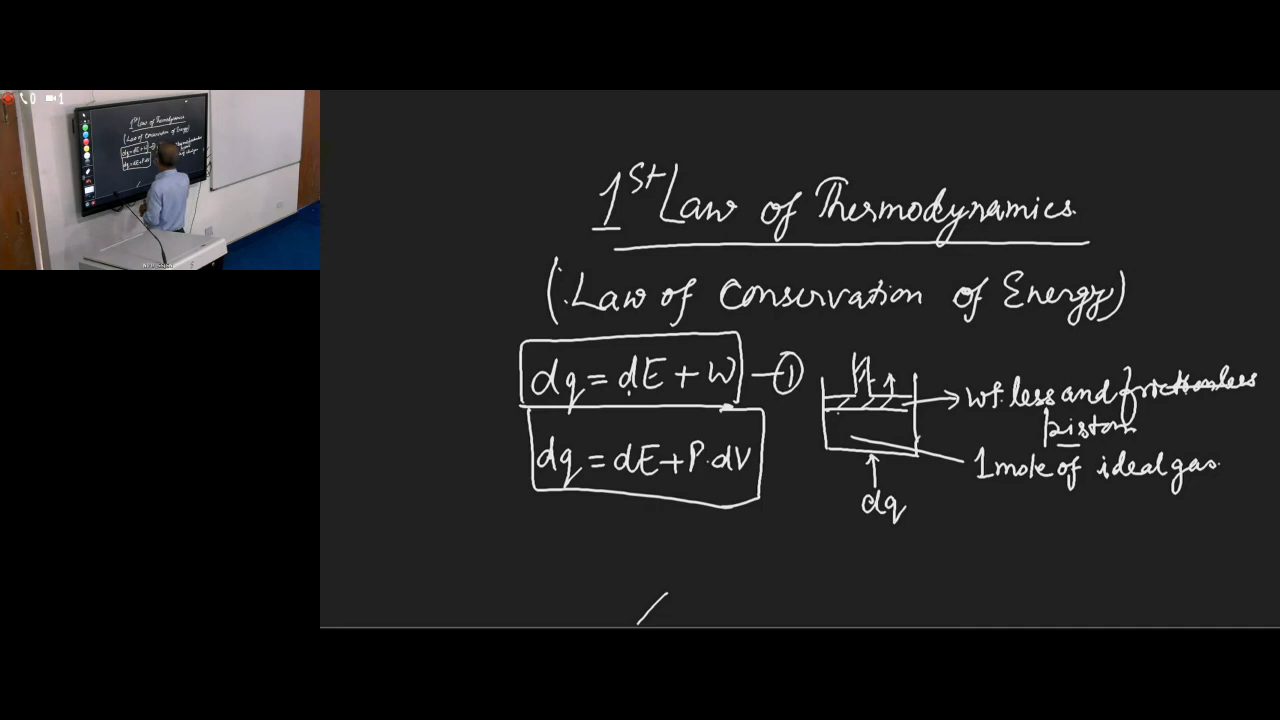 1st Law of Thermodynamics.
(Law of Conservation of Energy)
dq = dE + W — ①
wt. less and frictionless
piston
dq = dE + P.dV
1 mole of ideal gas.
dq